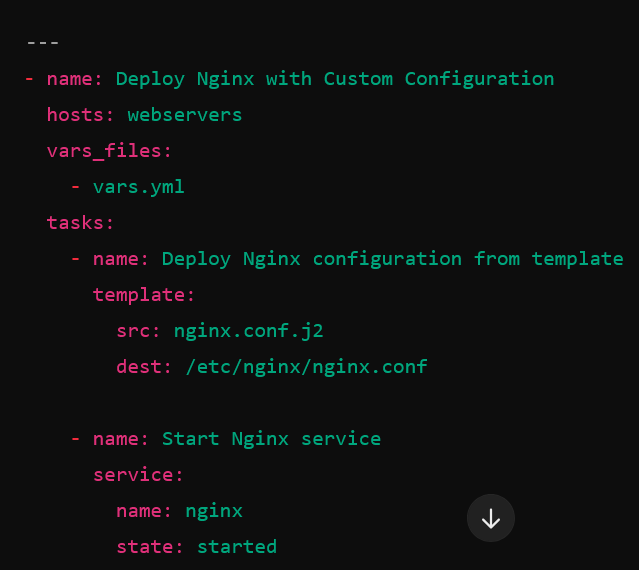 ---
- name: Deploy Nginx with Custom Configuration
  hosts: webservers
  vars_files:
    - vars.yml
  tasks:
    - name: Deploy Nginx configuration from template
      template:
        src: nginx.conf.j2
        dest: /etc/nginx/nginx.conf

    - name: Start Nginx service
      service:
        name: nginx
        state: started